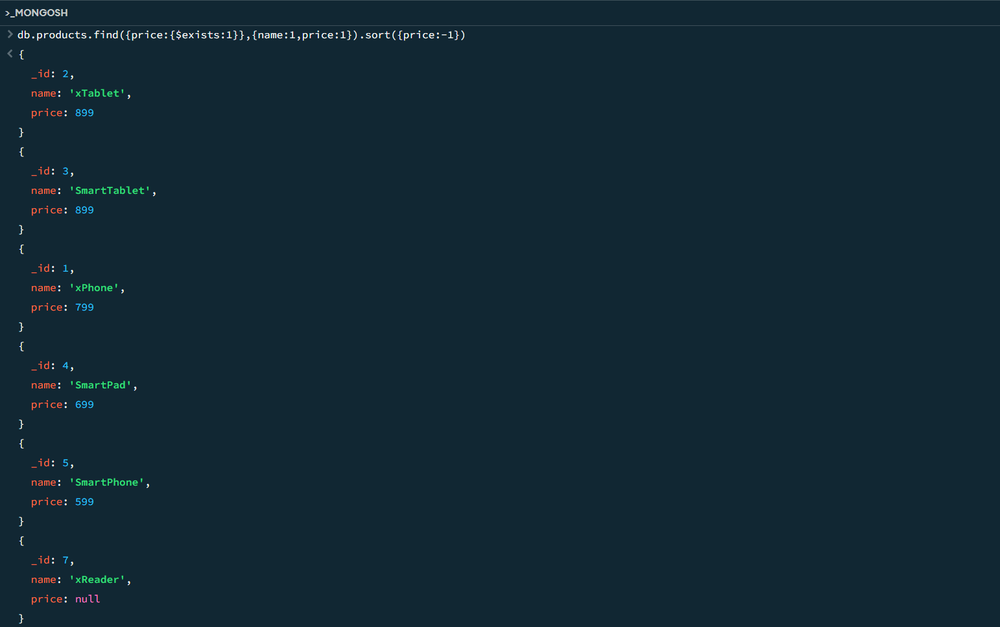 >_MONGOSH
> db.products.find({price:{$exists:1}},{name:1,price:1}).sort({price:-1})
< {
_id: 2,
name: 'xTablet',
price: 899
}
{
_id: 3,
name: 'SmartTablet',
price: 899
}
{
_id: 1,
name: 'xPhone',
price: 799
}
{
_id: 4,
name: 'SmartPad',
price: 699
}
{
_id: 5,
name: 'SmartPhone',
price: 599
}
{
_id: 7,
name: 'xReader',
price: null
}